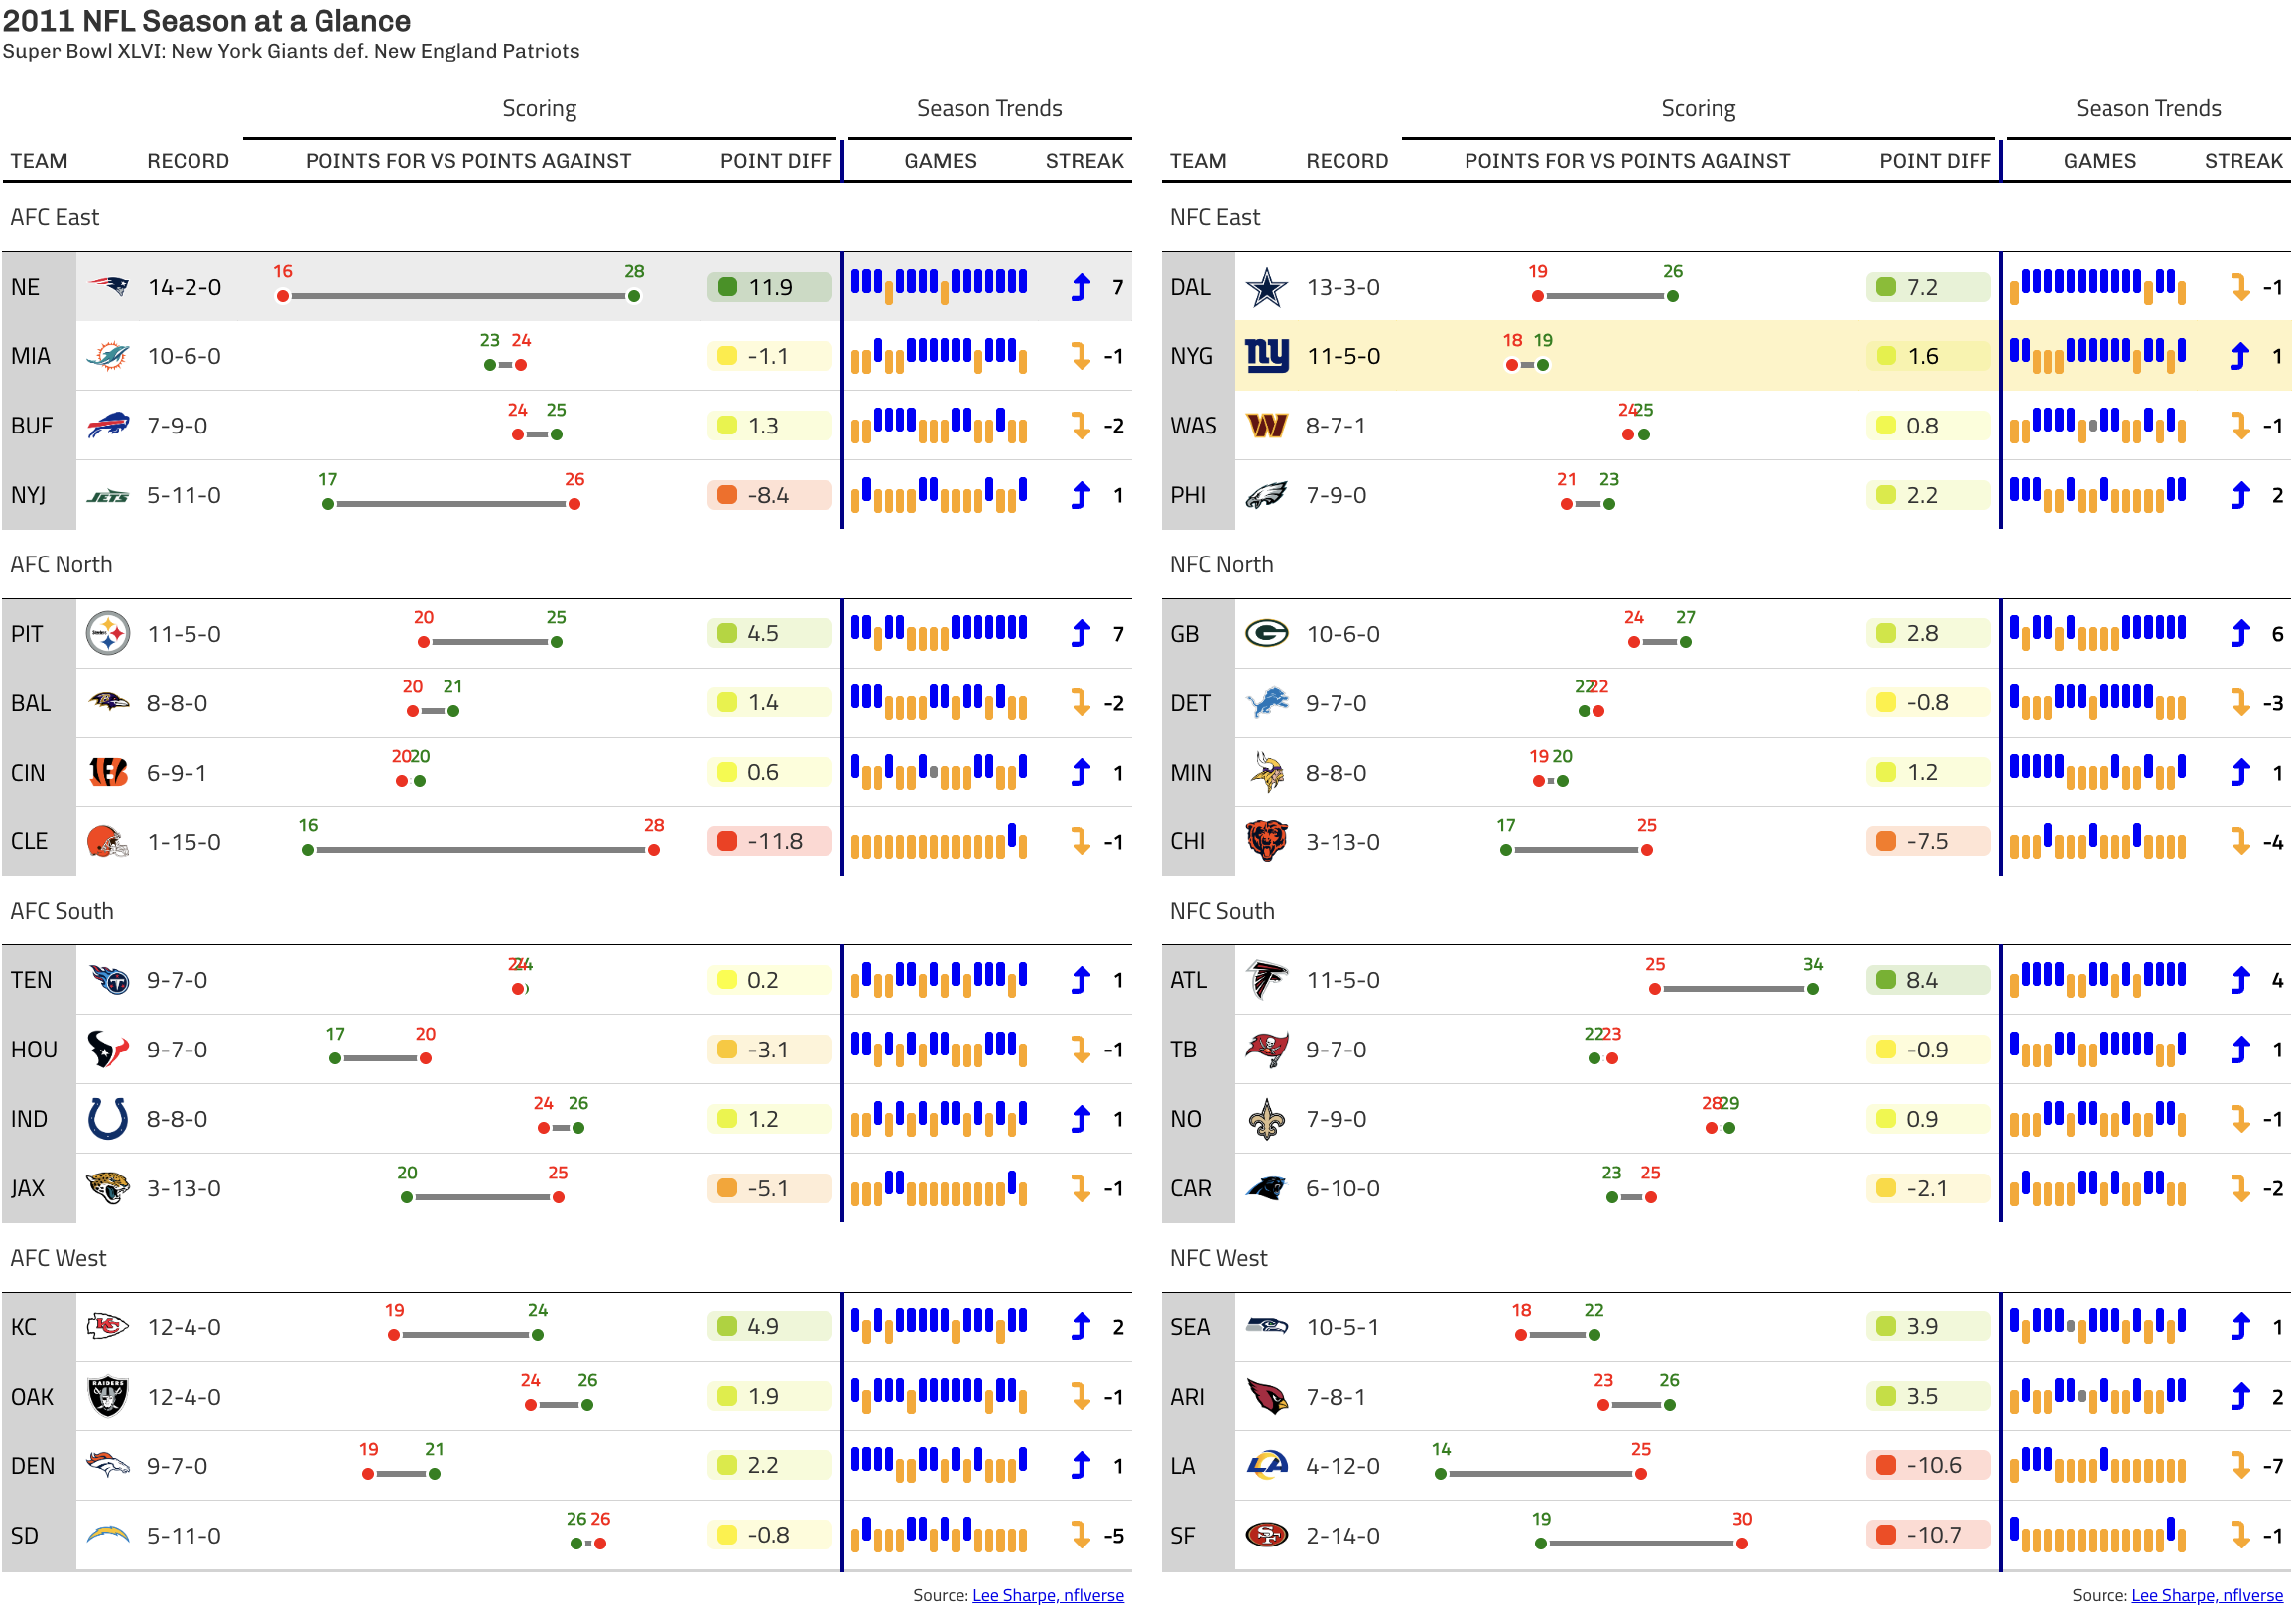 2011 NFL Season at a Glance
Super Bowl XLVI: New York Giants def. New England Patriots
Scoring Season Trends
TEAM RECORD POINTS FOR VS POINTS AGAINST POINT DIFF GAMES STREAK
AFC East
NE 14-2-0 16 28 11.9 7
MIA 10-6-0 23 24 -1.1 -1
BUF 7-9-0 24 25 1.3 -2
NYJ JETS 5-11-0 17 26 -8.4 1
AFC North
PIT Steelers 11-5-0 20 25 4.5 7
BAL 8-8-0 20 21 1.4 -2
CIN 6-9-1 20 20 0.6 1
CLE 1-15-0 16 28 -11.8 -1
AFC South
TEN T 9-7-0 24 24 0.2 1
HOU 9-7-0 17 20 -3.1 -1
IND 8-8-0 24 26 1.2 1
JAX 3-13-0 20 25 -5.1 -1
AFC West
KC KC 12-4-0 19 24 4.9 2
OAK RAIDERS 12-4-0 24 26 1.9 -1
DEN 9-7-0 19 21 2.2 1
SD 5-11-0 26 26 -0.8 -5
Source: Lee Sharpe, nflverse
Scoring Season Trends
TEAM RECORD POINTS FOR VS POINTS AGAINST POINT DIFF GAMES STREAK
NFC East
DAL 13-3-0 19 26 7.2 -1
NYG ny 11-5-0 18 19 1.6 1
WAS W 8-7-1 24 25 0.8 -1
PHI 7-9-0 21 23 2.2 2
NFC North
GB G 10-6-0 24 27 2.8 6
DET 9-7-0 22 22 -0.8 -3
MIN 8-8-0 19 20 1.2 1
CHI 3-13-0 17 25 -7.5 -4
NFC South
ATL 11-5-0 25 34 8.4 4
TB 9-7-0 22 23 -0.9 1
NO 7-9-0 28 29 0.9 -1
CAR 6-10-0 23 25 -2.1 -2
NFC West
SEA 10-5-1 18 22 3.9 1
ARI 7-8-1 23 26 3.5 2
LA LA 4-12-0 14 25 -10.6 -7
SF SF 2-14-0 19 30 -10.7 -1
Source: Lee Sharpe, nflverse